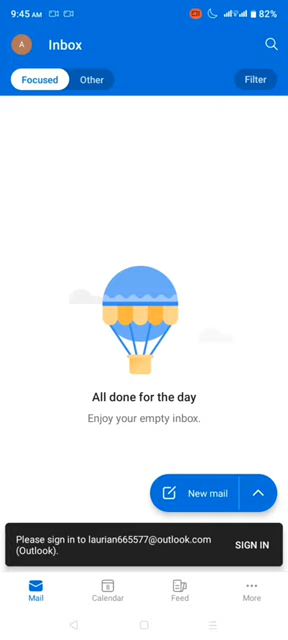 9:45 AM
82%
A
Inbox
Focused
Other
Filter
All done for the day
Enjoy your empty inbox.
New mail
Please sign in to laurian665577@outlook.com
(Outlook).
SIGN IN
Mail
Calendar
Feed
More